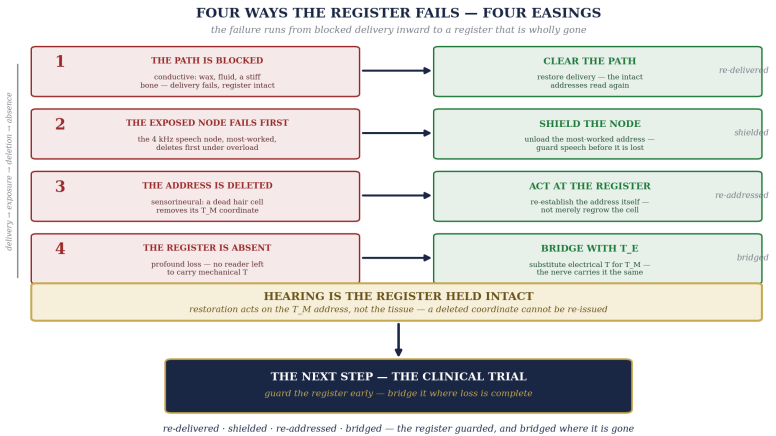 FOUR WAYS THE REGISTER FAILS — FOUR EASINGS
the failure runs from blocked delivery inward to a register that is wholly gone
delivery → exposure → deletion → absence
1
THE PATH IS BLOCKED
conductive: wax, fluid, a stiff
bone — delivery fails, register intact
CLEAR THE PATH
restore delivery — the intact
addresses read again
re-delivered
2
THE EXPOSED NODE FAILS FIRST
the 4 kHz speech node, most-worked,
deletes first under overload
SHIELD THE NODE
unload the most-worked address —
guard speech before it is lost
shielded
3
THE ADDRESS IS DELETED
sensorineural: a dead hair cell
removes its T_M coordinate
ACT AT THE REGISTER
re-establish the address itself —
not merely regrow the cell
re-addressed
4
THE REGISTER IS ABSENT
profound loss — no reader left
to carry mechanical T
BRIDGE WITH T_E
substitute electrical T for T_M —
the nerve carries it the same
bridged
HEARING IS THE REGISTER HELD INTACT
restoration acts on the T_M address, not the tissue — a deleted coordinate cannot be re-issued
THE NEXT STEP — THE CLINICAL TRIAL
guard the register early — bridge it where loss is complete
re-delivered · shielded · re-addressed · bridged — the register guarded, and bridged where it is gone